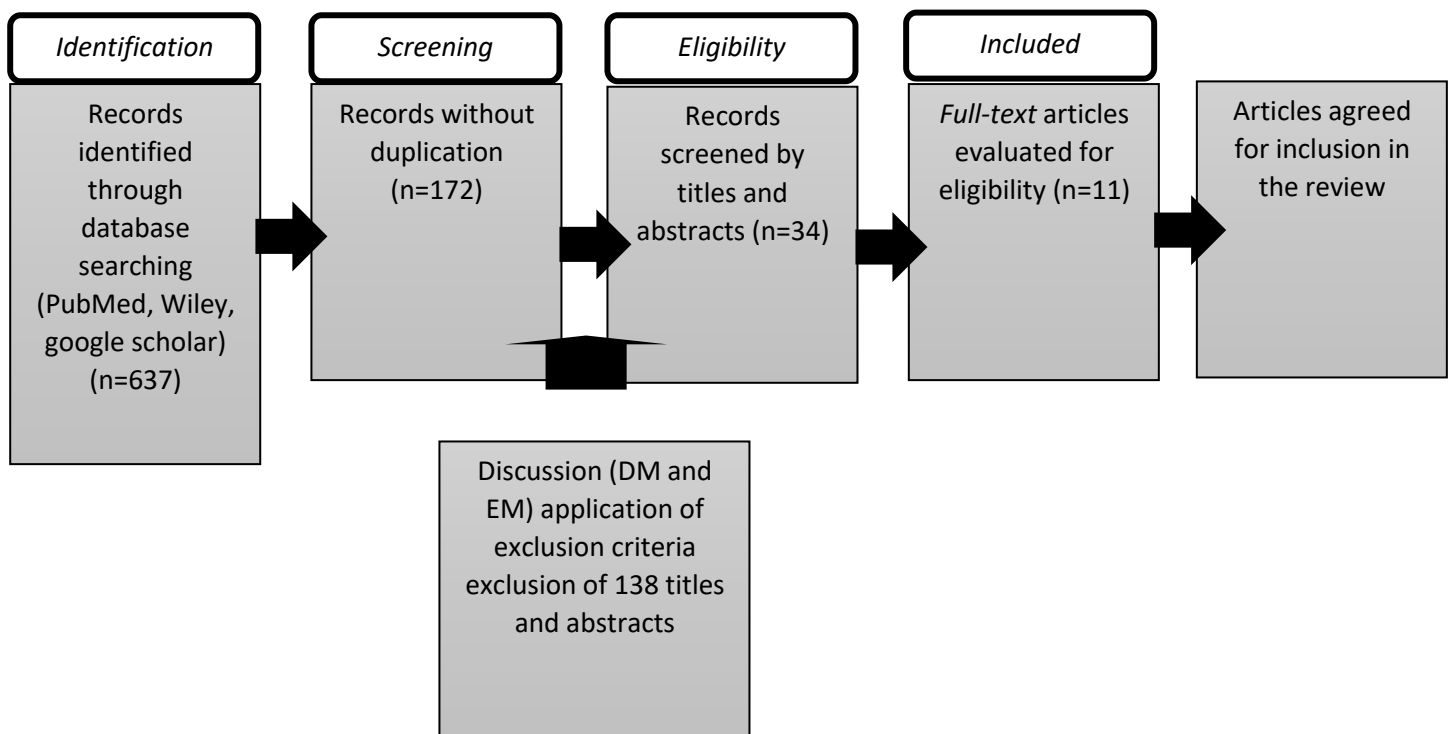 Identification
Records
identified
through
database
searching
(PubMed, Wiley,
google scholar)
(n=637)
Screening
Records without
duplication
(n=172)
Eligibility
Records
screened by
titles and
abstracts (n=34)
Included
Full-text articles
evaluated for
eligibility (n=11)
Articles agreed
for inclusion in
the review
Discussion (DM and
EM) application of
exclusion criteria
exclusion of 138 titles
and abstracts